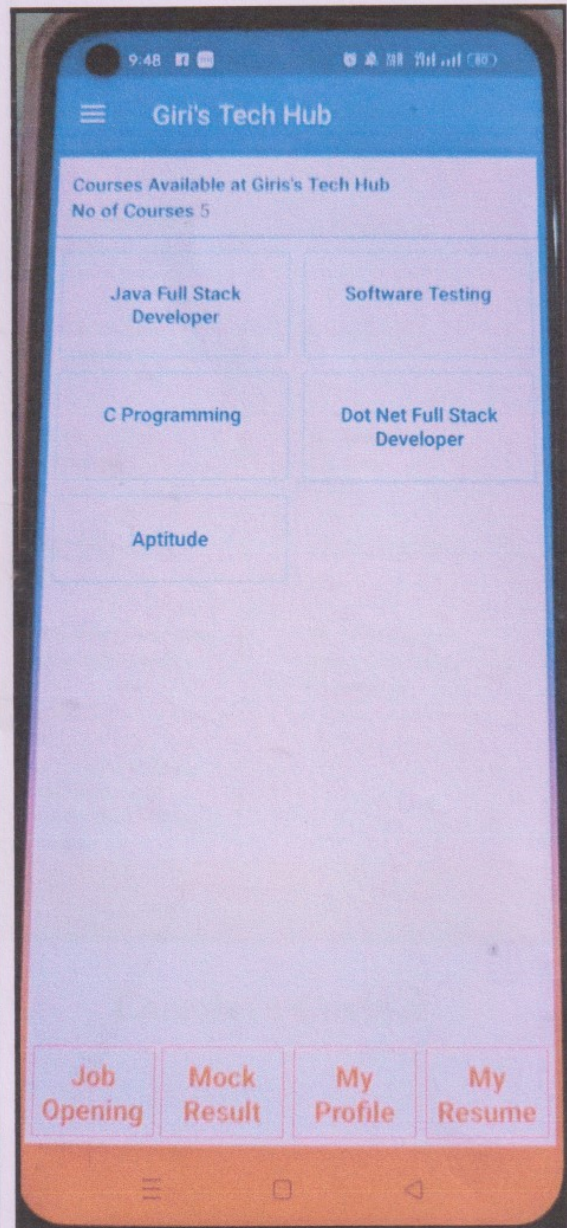 9:48
80
Giri's Tech Hub
Courses Available at Giris's Tech Hub
No of Courses 5
Java Full Stack
Developer
Software Testing
C Programming
Dot Net Full Stack
Developer
Aptitude
Job
Opening
Mock
Result
My
Profile
My
Resume